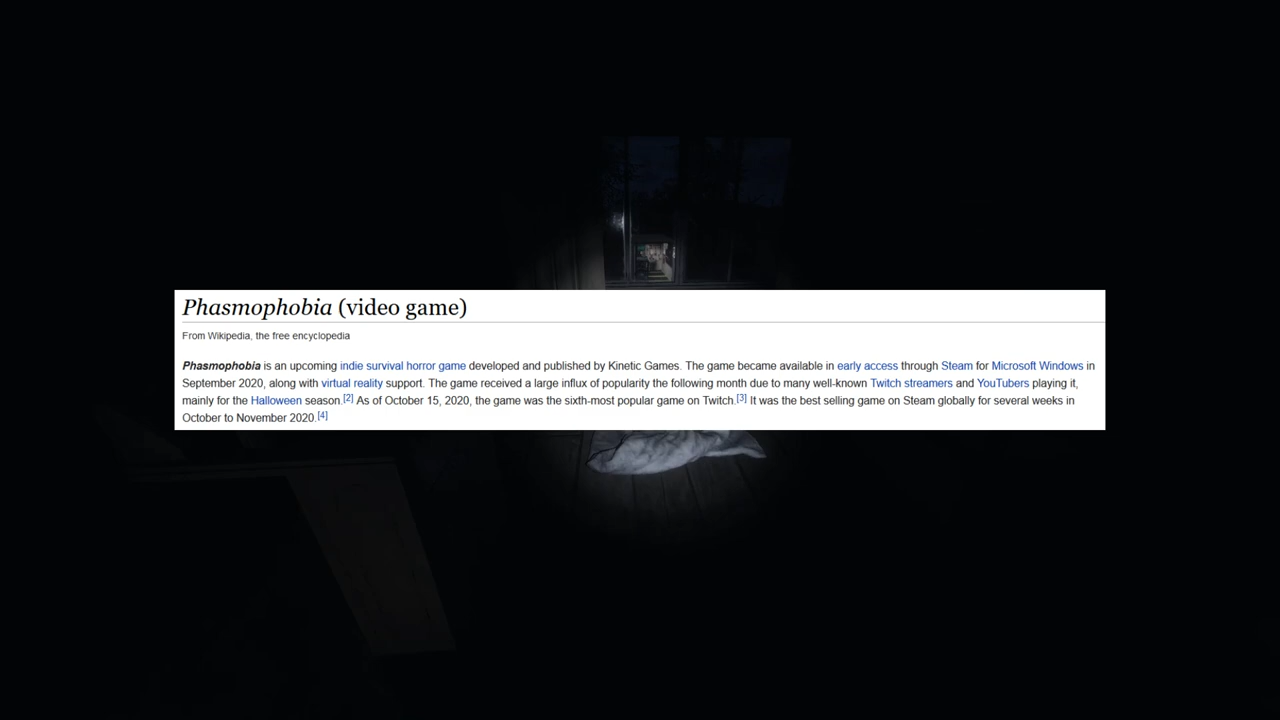 Phasmophobia (video game)
From Wikipedia, the free encyclopedia
Phasmophobia is an upcoming indie survival horror game developed and published by Kinetic Games. The game became available in early access through Steam for Microsoft Windows in
September 2020, along with virtual reality support. The game received a large influx of popularity the following month due to many well-known Twitch streamers and YouTubers playing it,
mainly for the Halloween season.[2] As of October 15, 2020, the game was the sixth-most popular game on Twitch.[3] It was the best selling game on Steam globally for several weeks in
October to November 2020.[4]